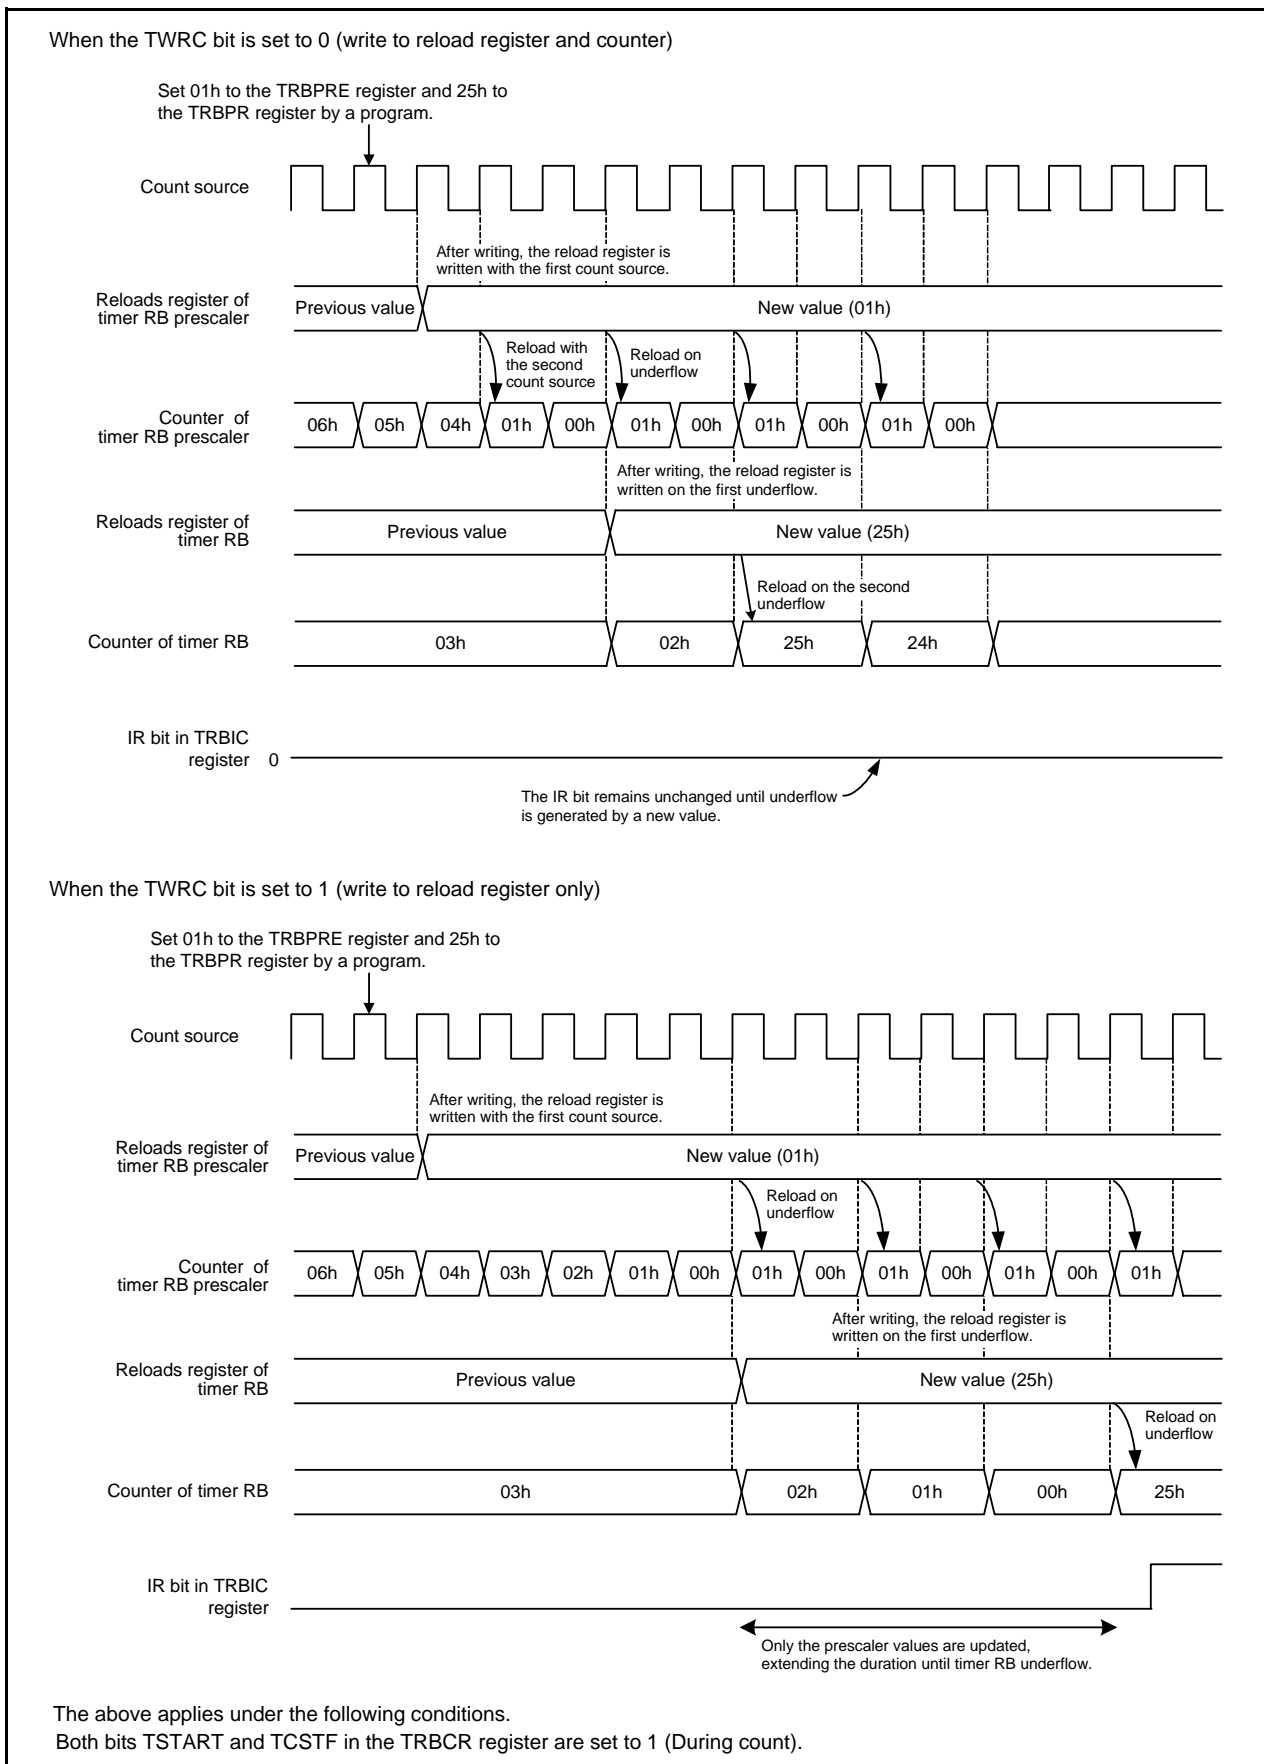 When the TWRC bit is set to 0 (write to reload register and counter)
Set 01h to the TRBPRE register and 25h to
the TRBPR register by a program.
Count source
After writing, the reload register is
written with the first count source.
Reloads register of
timer RB prescaler
Previous value
New value (01h)
Reload with
the second
count source
Reload on
underflow
Counter of
timer RB prescaler
06h 05h 04h 01h 00h 01h 00h 01h 00h 01h 00h
After writing, the reload register is
written on the first underflow.
Reloads register of
timer RB
Previous value
New value (25h)
Reload on the second
underflow
Counter of timer RB
03h 02h 25h 24h
IR bit in TRBIC
register 0
The IR bit remains unchanged until underflow
is generated by a new value.
When the TWRC bit is set to 1 (write to reload register only)
Set 01h to the TRBPRE register and 25h to
the TRBPR register by a program.
Count source
After writing, the reload register is
written with the first count source.
Reloads register of
timer RB prescaler
Previous value
New value (01h)
Reload on
underflow
Counter of
timer RB prescaler
06h 05h 04h 03h 02h 01h 00h 01h 00h 01h 00h 01h 00h 01h
After writing, the reload register is
written on the first underflow.
Reloads register of
timer RB
Previous value
New value (25h)
Reload on
underflow
Counter of timer RB
03h 02h 01h 00h 25h
IR bit in TRBIC
register
Only the prescaler values are updated,
extending the duration until timer RB underflow.
The above applies under the following conditions.
Both bits TSTART and TCSTF in the TRBCR register are set to 1 (During count).